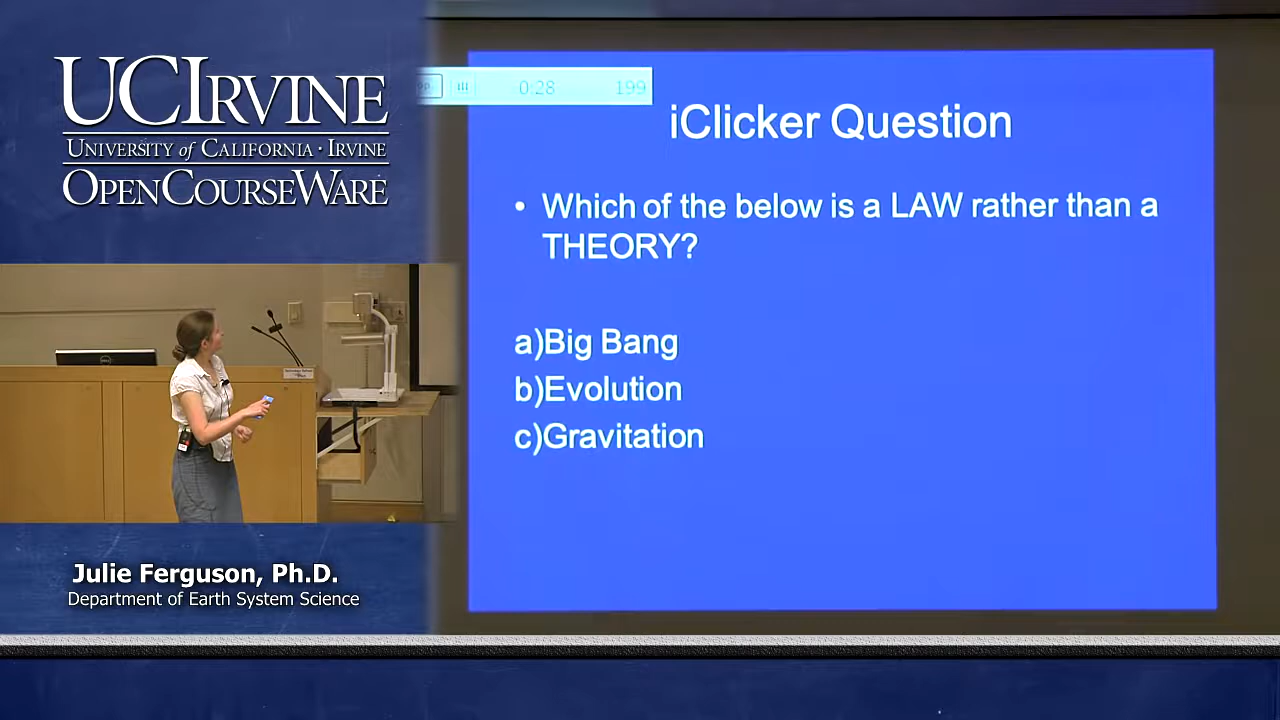 UCIRVINE
UNIVERSITY of CALIFORNIA · IRVINE
OPENCOURSEWARE
0:28 199
iClicker Question
• Which of the below is a LAW rather than a
THEORY?
a)Big Bang
b)Evolution
c)Gravitation
Julie Ferguson, Ph.D.
Department of Earth System Science